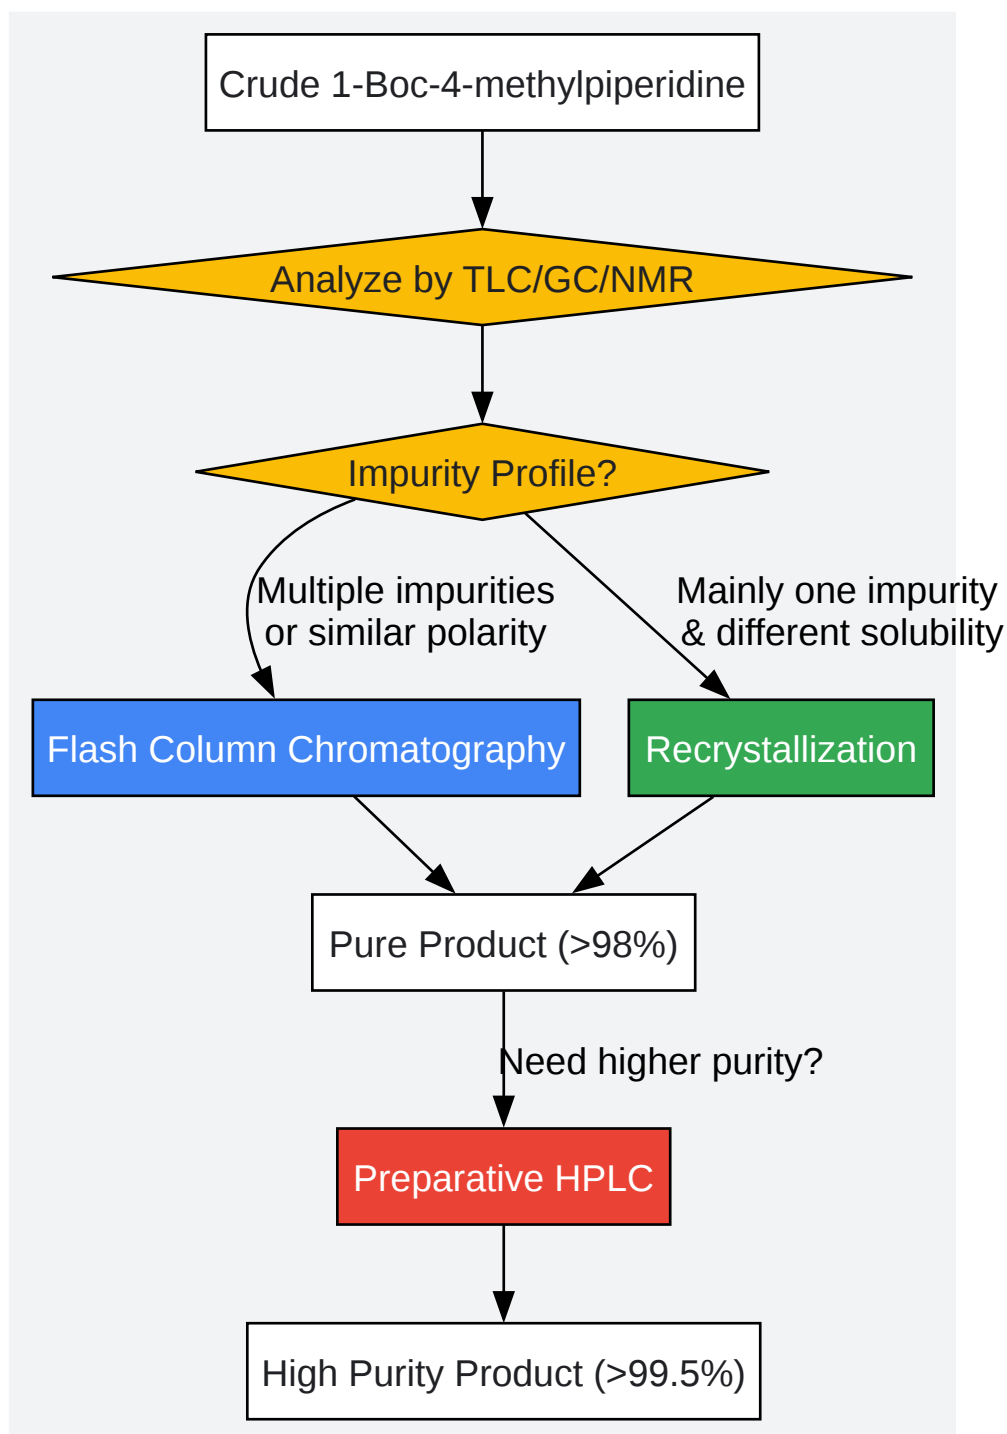 Crude 1-Boc-4-methylpiperidine
Analyze by TLC/GC/NMR
Impurity Profile?
Multiple impurities
or similar polarity
Mainly one impurity
& different solubility
Flash Column Chromatography
Recrystallization
Pure Product (>98%)
Need higher purity?
Preparative HPLC
High Purity Product (>99.5%)